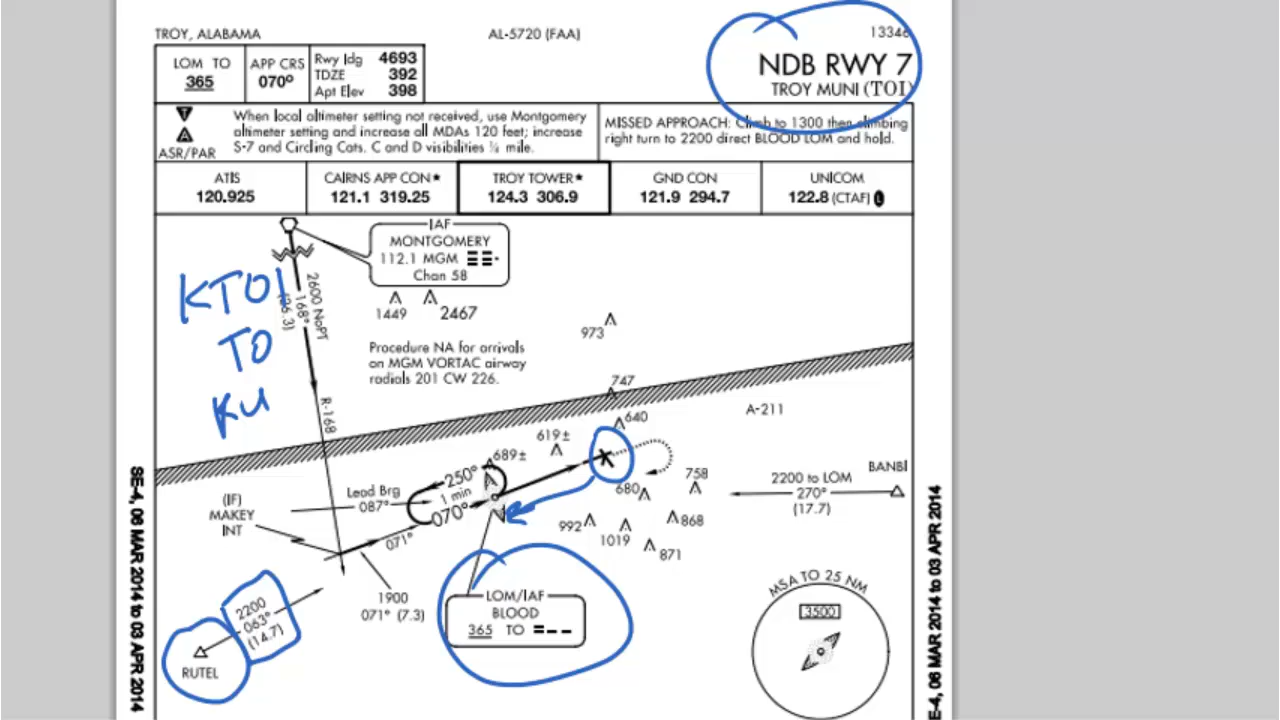 TROY, ALABAMA
AL-5720 (FAA)
13346
LOM TO
365
APP CRS
070°
Rwy ldg 4693
TDZE 392
Apt Elev 398
NDB RWY 7
TROY MUNI (TOI)
T
A
ASR/PAR
When local altimeter setting not received, use Montgomery
altimeter setting and increase all MDAs 120 feet; increase
S-7 and Circling Cats. C and D visibilities ¼ mile.
MISSED APPROACH: Climb to 1300 then climbing
right turn to 2200 direct BLOOD LOM and hold.
ATIS
120.925
CAIRNS APP CON★
121.1 319.25
TROY TOWER★
124.3 306.9
GND CON
121.9 294.7
UNICOM
122.8 (CTAF) L
IAF
MONTGOMERY
112.1 MGM
Chan 58
2600 NoPT
168°
(26.3)
R-168
KTOI
TO
KU
1449
2467
973
Procedure NA for arrivals
on MGM VORTAC airway
radials 201 CW 226.
747
A-211
640
619±
689±
758
680
992
1019
868
871
BANBI
2200 to LOM
270°
(17.7)
(IF)
MAKEY
INT
Lead Brg
087°
250°
1 min
070°
071°
1900
071° (7.3)
LOM/IAF
BLOOD
365 TO
2200
063°
(14.7)
RUTEL
MSA TO 25 NM
3500
SE-4, 06 MAR 2014 to 03 APR 2014
SE-4, 06 MAR 2014 to 03 APR 2014